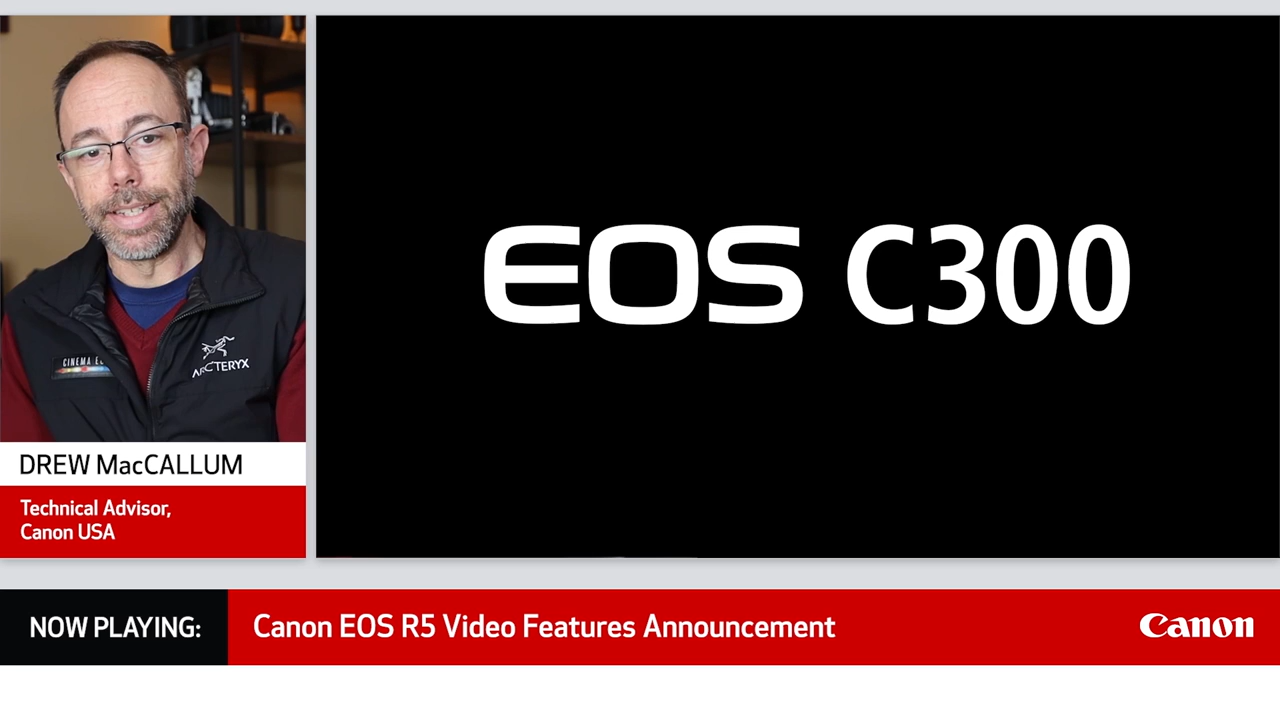 CINEMA E
ARC'TERYX
DREW MacCALLUM
Technical Advisor,
Canon USA
EOS C300
NOW PLAYING:
Canon EOS R5 Video Features Announcement
Canon